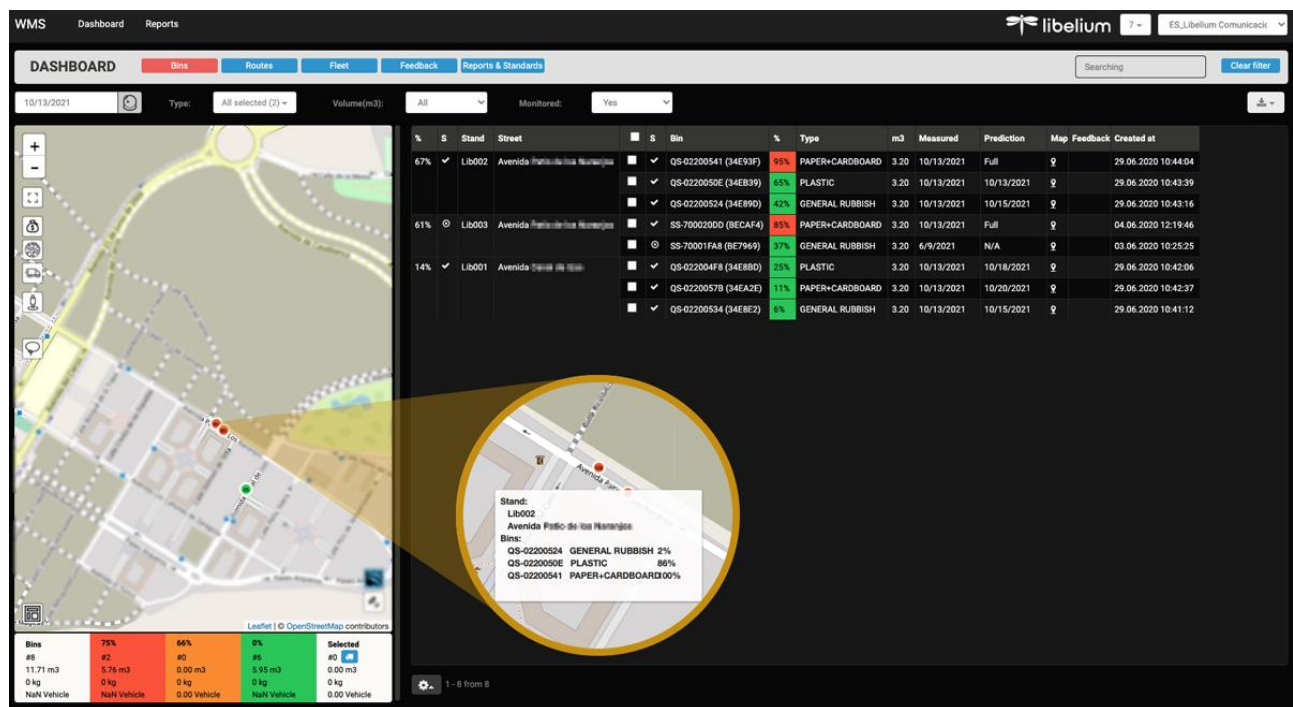 WMS Dashboard Reports libelium 7 ES_Libelium Comunicacic
DASHBOARD Bins Routes Fleet Feedback Reports & Standards Searching Clear filter
10/13/2021 Type: All selected (2) Volume(m3): All Monitored: Yes
% S Stand Street S Bin % Type m3 Measured Prediction Map Feedback Created at
67% Lib002 Avenida QS-02200541 (34E93F) 95% PAPER+CARDBOARD 3.20 10/13/2021 Full 29.06.2020 10:44:04
QS-0220050E (34EB39) 65% PLASTIC 3.20 10/13/2021 10/13/2021 29.06.2020 10:43:39
QS-02200524 (34E89D) 42% GENERAL RUBBISH 3.20 10/13/2021 10/15/2021 29.06.2020 10:43:16
61% Lib003 Avenida SS-700020DD (BECAF4) 85% PAPER+CARDBOARD 3.20 10/13/2021 Full 04.06.2020 12:19:46
SS-70001FA8 (BE7969) 37% GENERAL RUBBISH 3.20 6/9/2021 N/A 03.06.2020 10:25:25
14% Lib001 Avenida QS-022004F8 (34E8BD) 25% PLASTIC 3.20 10/13/2021 10/18/2021 29.06.2020 10:42:06
QS-0220057B (34EA2E) 11% PAPER+CARDBOARD 3.20 10/13/2021 10/20/2021 29.06.2020 10:42:37
QS-02200534 (34E8E2) 6% GENERAL RUBBISH 3.20 10/13/2021 10/15/2021 29.06.2020 10:41:12
+
−
Avenida
Stand:
Lib002
Avenida Patio de los Naranjos
Bins:
QS-02200524 GENERAL RUBBISH 2%
QS-0220050E PLASTIC 86%
QS-02200541 PAPER+CARDBOARD100%
Leaflet | © OpenStreetMap contributors
Bins 75% 66% 0% Selected
#8 #2 #0 #6 #0
11.71 m3 5.76 m3 0.00 m3 5.95 m3 0.00 m3
0 kg 0 kg 0 kg 0 kg 0 kg
NaN Vehicle NaN Vehicle 0.00 Vehicle NaN Vehicle 0.00 Vehicle
1 - 8 from 8